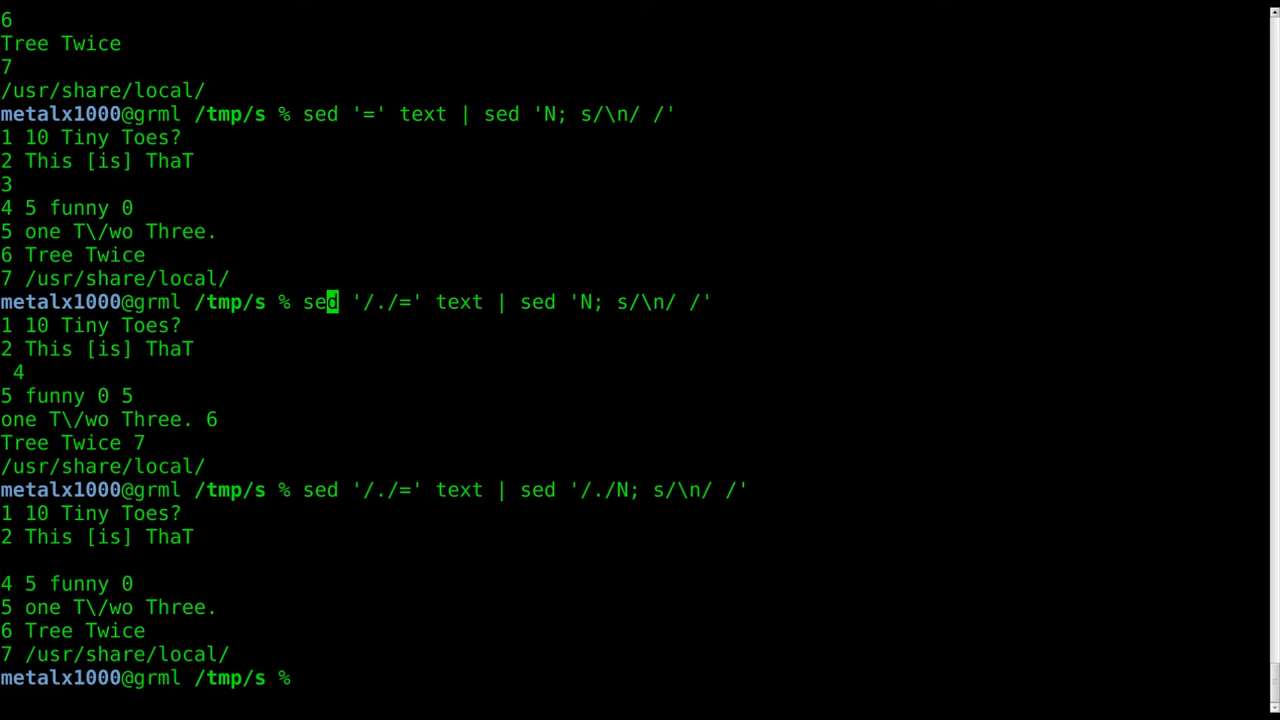 6
Tree Twice
7
/usr/share/local/
metalx1000@grml /tmp/s % sed '=' text | sed 'N; s/\n/ /'
1 10 Tiny Toes?
2 This [is] ThaT
3
4 5 funny 0
5 one T\/wo Three.
6 Tree Twice
7 /usr/share/local/
metalx1000@grml /tmp/s % sed '/./=' text | sed 'N; s/\n/ /'
1 10 Tiny Toes?
2 This [is] ThaT
 4
5 funny 0 5
one T\/wo Three. 6
Tree Twice 7
/usr/share/local/
metalx1000@grml /tmp/s % sed '/./=' text | sed '/./N; s/\n/ /'
1 10 Tiny Toes?
2 This [is] ThaT

4 5 funny 0
5 one T\/wo Three.
6 Tree Twice
7 /usr/share/local/
metalx1000@grml /tmp/s %